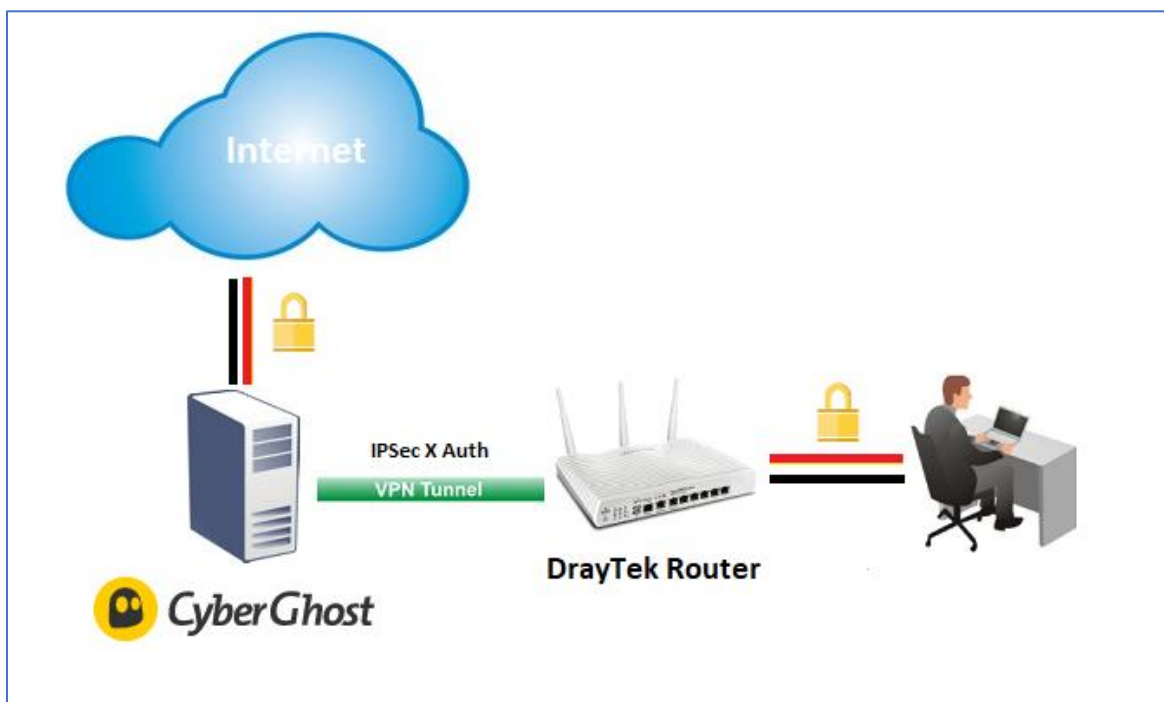 Internet
IPSec X Auth
VPN Tunnel
CyberGhost
DrayTek Router